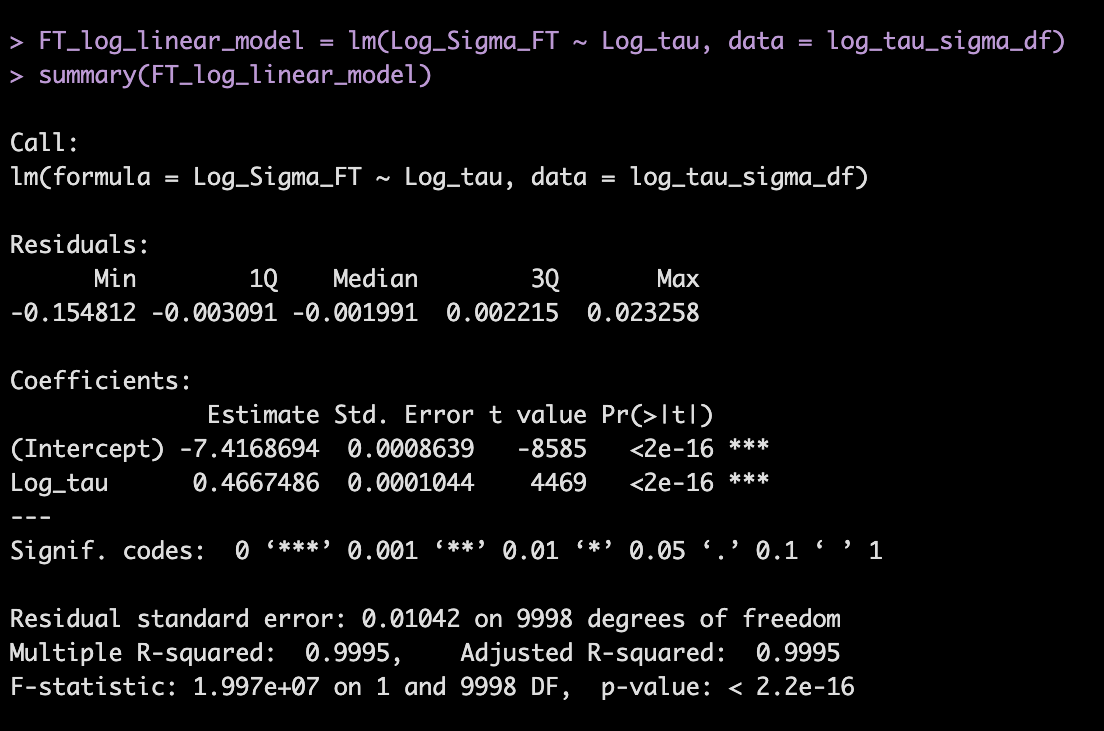 > FT_log_linear_model = lm(Log_Sigma_FT ~ Log_tau, data = log_tau_sigma_df)
> summary(FT_log_linear_model)
Call:
lm(formula = Log_Sigma_FT ~ Log_tau, data = log_tau_sigma_df)
Residuals:
      Min        1Q    Median        3Q       Max
-0.154812 -0.003091 -0.001991  0.002215  0.023258
Coefficients:
              Estimate Std. Error t value Pr(>|t|)
(Intercept) -7.4168694  0.0008639   -8585   <2e-16 ***
Log_tau      0.4667486  0.0001044    4469   <2e-16 ***
---
Signif. codes:  0 ‘***’ 0.001 ‘**’ 0.01 ‘*’ 0.05 ‘.’ 0.1 ‘ ’ 1
Residual standard error: 0.01042 on 9998 degrees of freedom
Multiple R-squared:  0.9995,    Adjusted R-squared:  0.9995
F-statistic: 1.997e+07 on 1 and 9998 DF,  p-value: < 2.2e-16